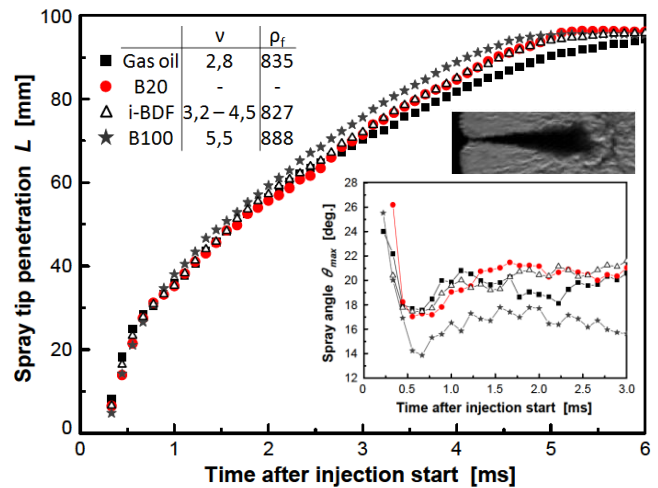 100
80
60
40
20
0
Spray tip penetration L [mm]
ν ρf
Gas oil 2,8 835
B20 - -
i-BDF 3,2 – 4,5 827
B100 5,5 888
28
26
24
22
20
18
16
14
12
Spray angle θmax [deg.]
0 0.5 1.0 1.5 2.0 2.5 3.0
Time after injection start [ms]
0 1 2 3 4 5 6
Time after injection start [ms]